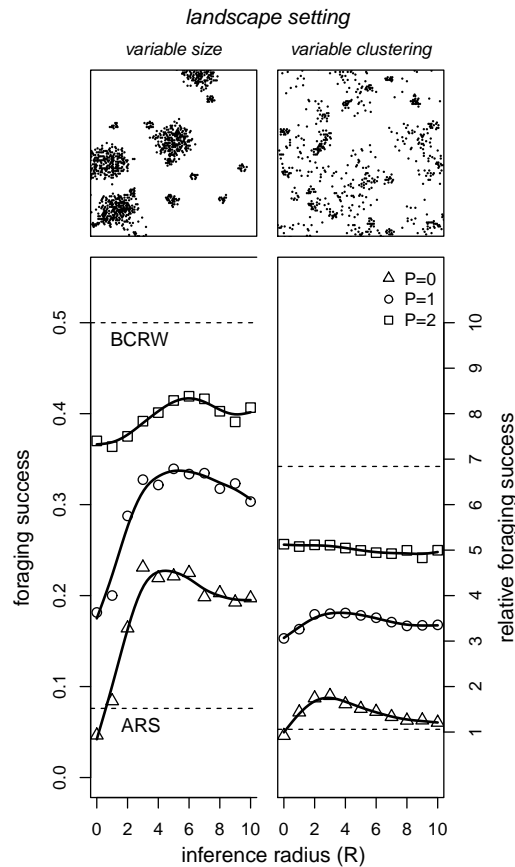 landscape setting
variable size
variable clustering
P=0
P=1
P=2
BCRW
ARS
foraging success
0.0
0.1
0.2
0.3
0.4
0.5
relative foraging success
1
2
3
4
5
6
7
8
9
10
0 2 4 6 8 10
0 2 4 6 8 10
inference radius (R)